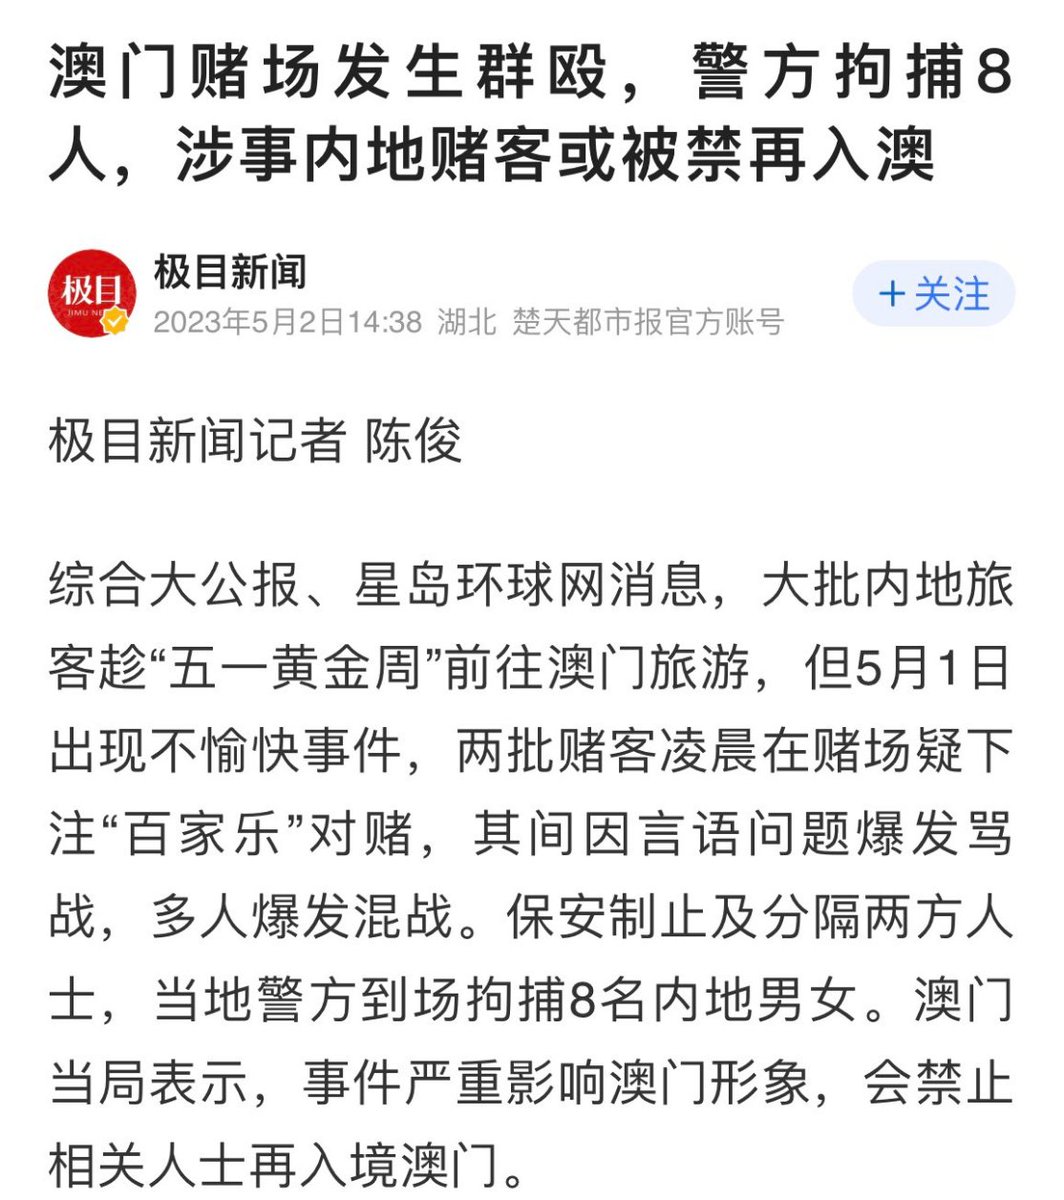 澳门赌场发生群殴，警方拘捕8
人，涉事内地赌客或被禁再入澳
极目
JIMU NE
极目新闻
2023年5月2日14:38 湖北 楚天都市报官方账号
+关注
极目新闻记者 陈俊
综合大公报、星岛环球网消息，大批内地旅
客趁“五一黄金周”前往澳门旅游，但5月1日
出现不愉快事件，两批赌客凌晨在赌场疑下
注“百家乐”对赌，其间因言语问题爆发骂
战，多人爆发混战。保安制止及分隔两方人
士，当地警方到场拘捕8名内地男女。澳门
当局表示，事件严重影响澳门形象，会禁止
相关人士再入境澳门。